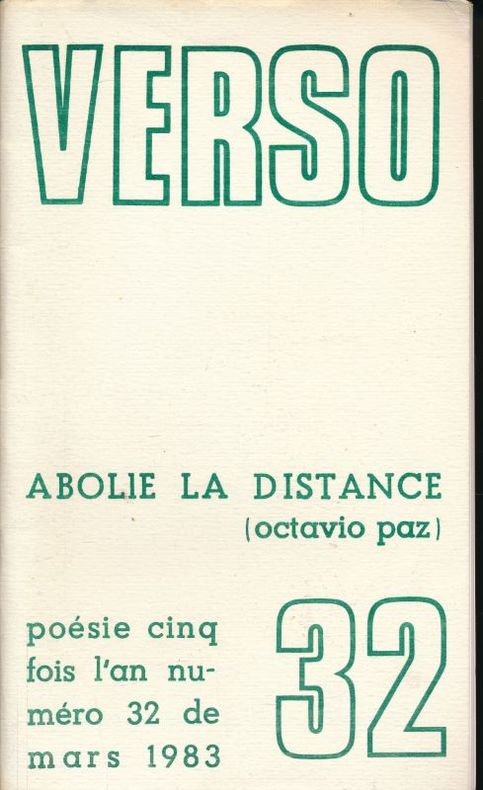 VERSO
ABOLIE LA DISTANCE
(octavio paz)
poésie cinq
fois l'an nu-
méro 32 de
mars 1983
32